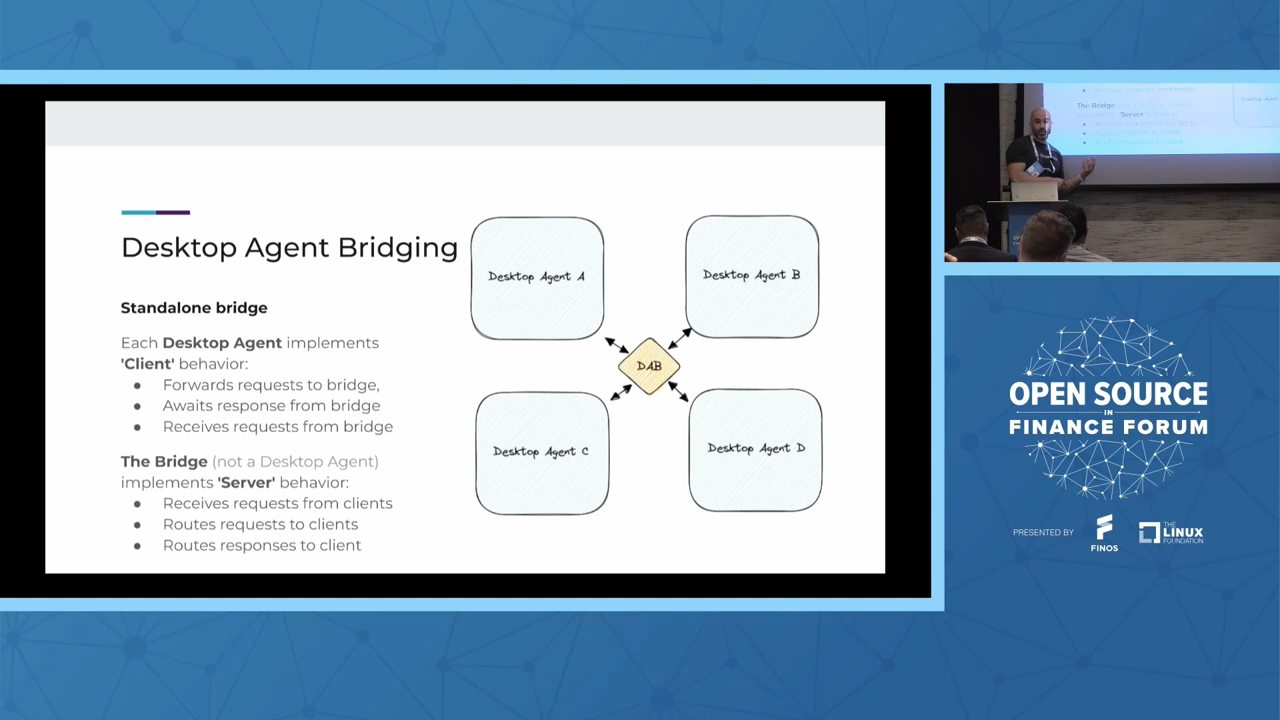 Desktop Agent Bridging
Standalone bridge
Each Desktop Agent implements
'Client' behavior:
● Forwards requests to bridge,
● Awaits response from bridge
● Receives requests from bridge
The Bridge (not a Desktop Agent)
implements 'Server' behavior:
● Receives requests from clients
● Routes requests to clients
● Routes responses to client
Desktop Agent A
Desktop Agent B
DAB
Desktop Agent C
Desktop Agent D
The Bridge
'Server'
OPEN SOURCE
IN
FINANCE FORUM
PRESENTED BY
FINOS
THE
LINUX
FOUNDATION